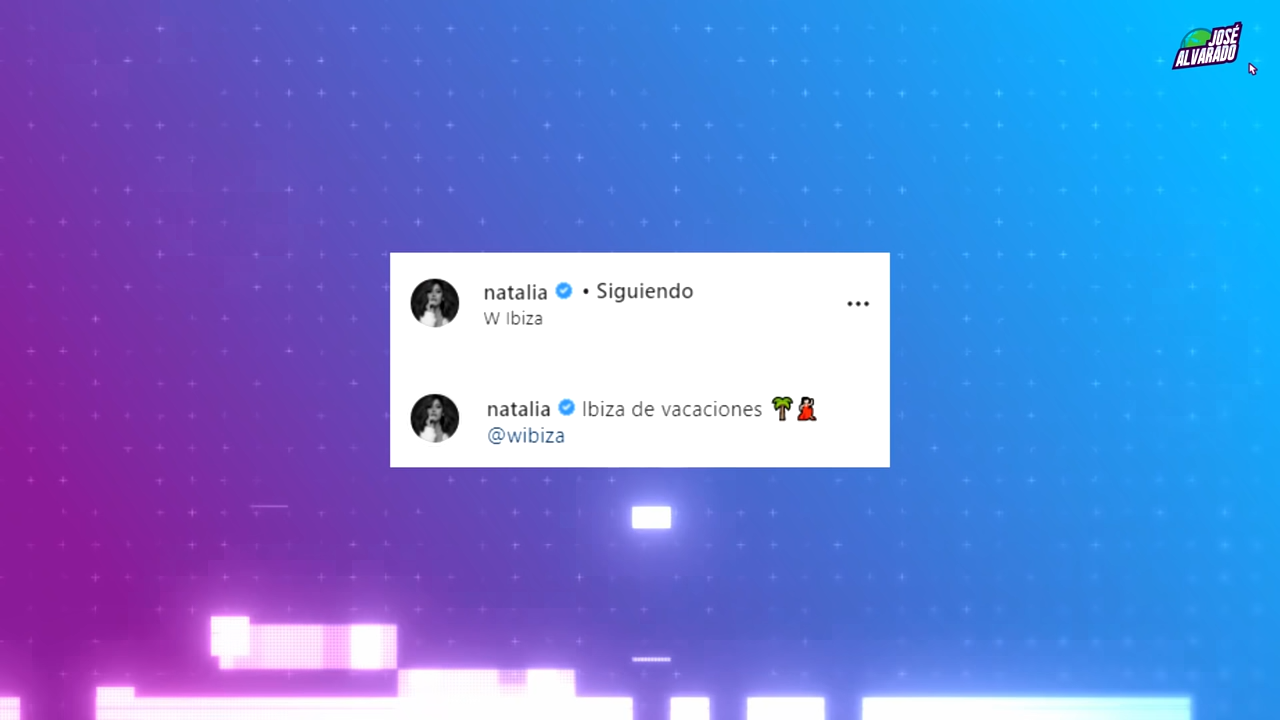 JOSÉ
ALVARADO
natalia • Siguiendo
W Ibiza
natalia Ibiza de vacaciones 🌴💃
@wibiza